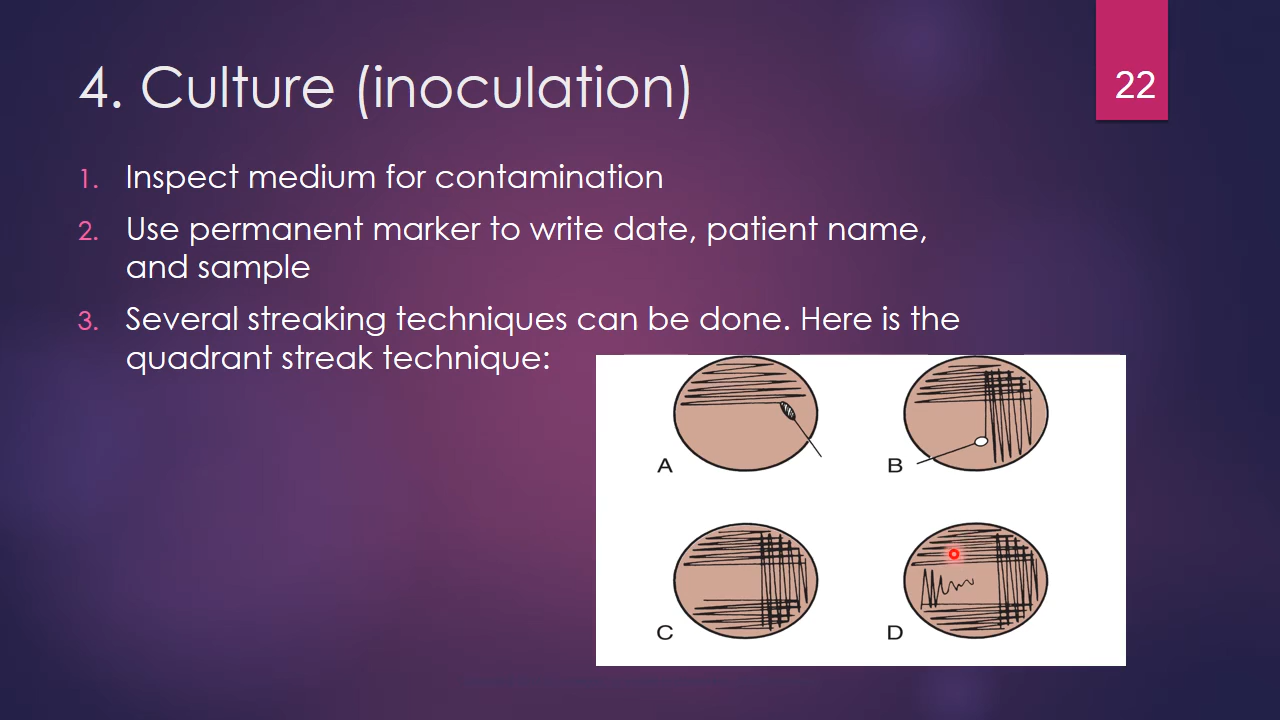 4. Culture (inoculation)
22
1. Inspect medium for contamination
2. Use permanent marker to write date, patient name,
and sample
3. Several streaking techniques can be done. Here is the
quadrant streak technique:
A
B
C
D